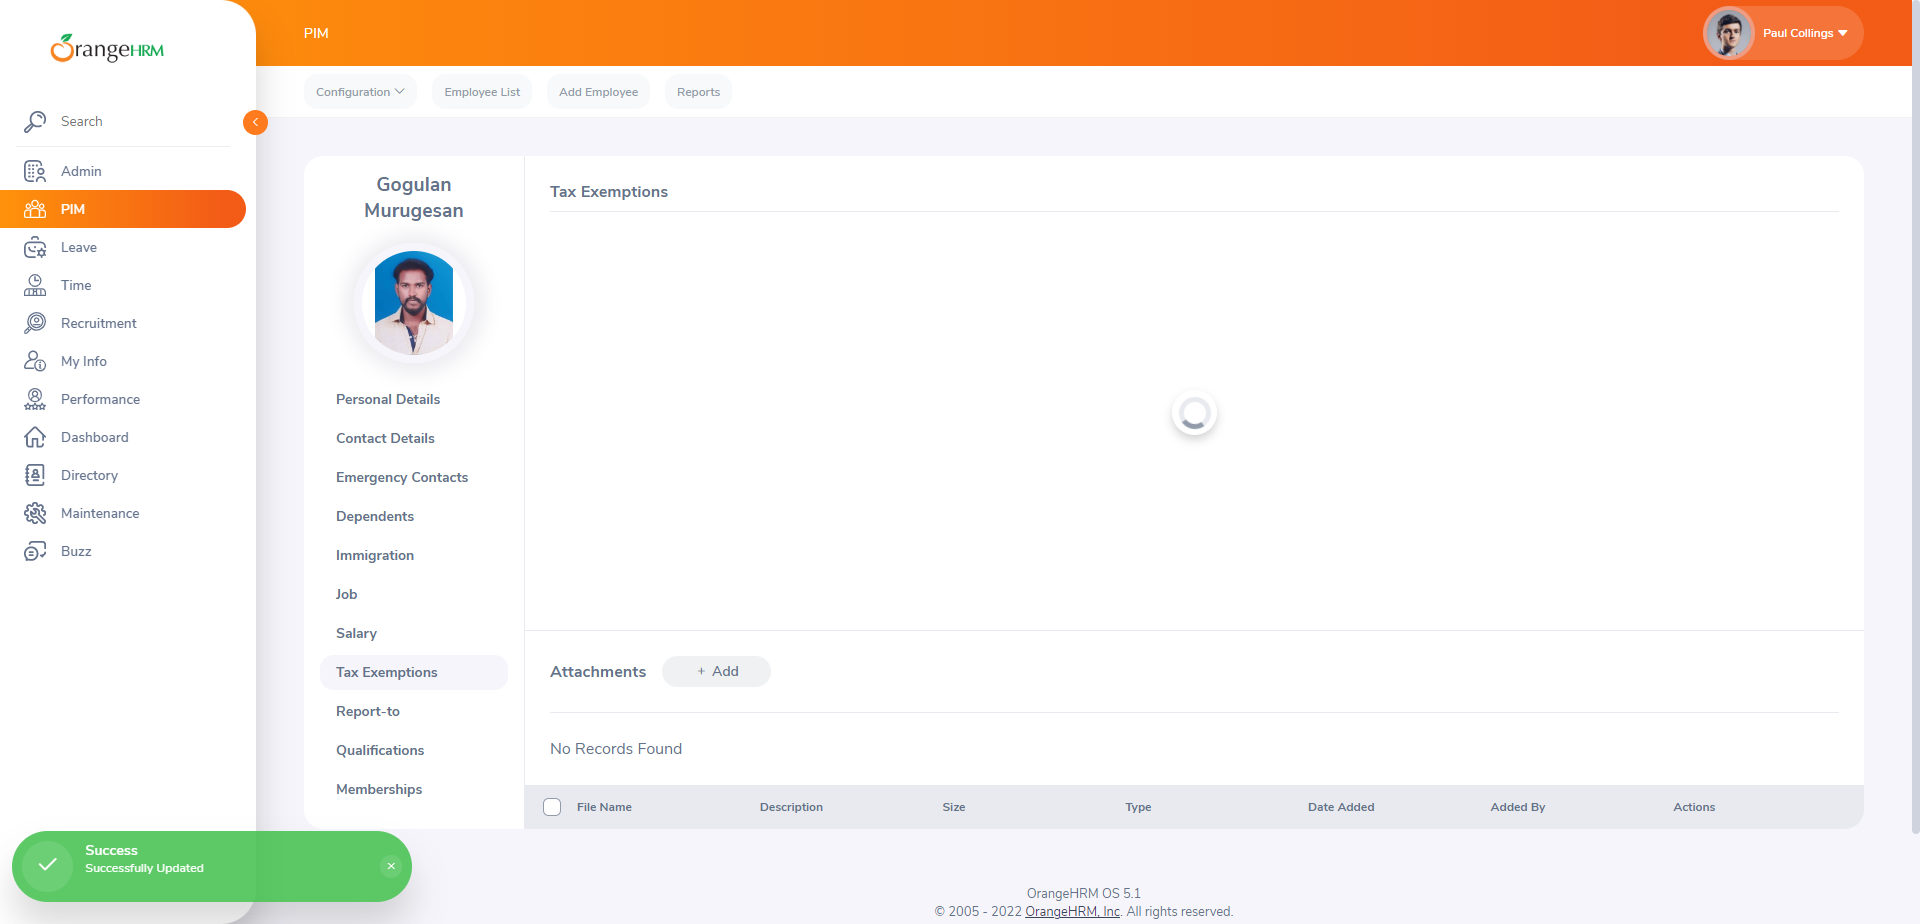 OrangeHRM
Search
Admin
PIM
Leave
Time
Recruitment
My Info
Performance
Dashboard
Directory
Maintenance
Buzz
PIM
Paul Collings
Configuration
Employee List
Add Employee
Reports
Gogulan
Murugesan
Personal Details
Contact Details
Emergency Contacts
Dependents
Immigration
Job
Salary
Tax Exemptions
Report-to
Qualifications
Memberships
Tax Exemptions
Attachments
+ Add
No Records Found
File Name Description Size Type Date Added Added By Actions
Success
Successfully Updated
OrangeHRM OS 5.1
© 2005 - 2022 OrangeHRM, Inc. All rights reserved.